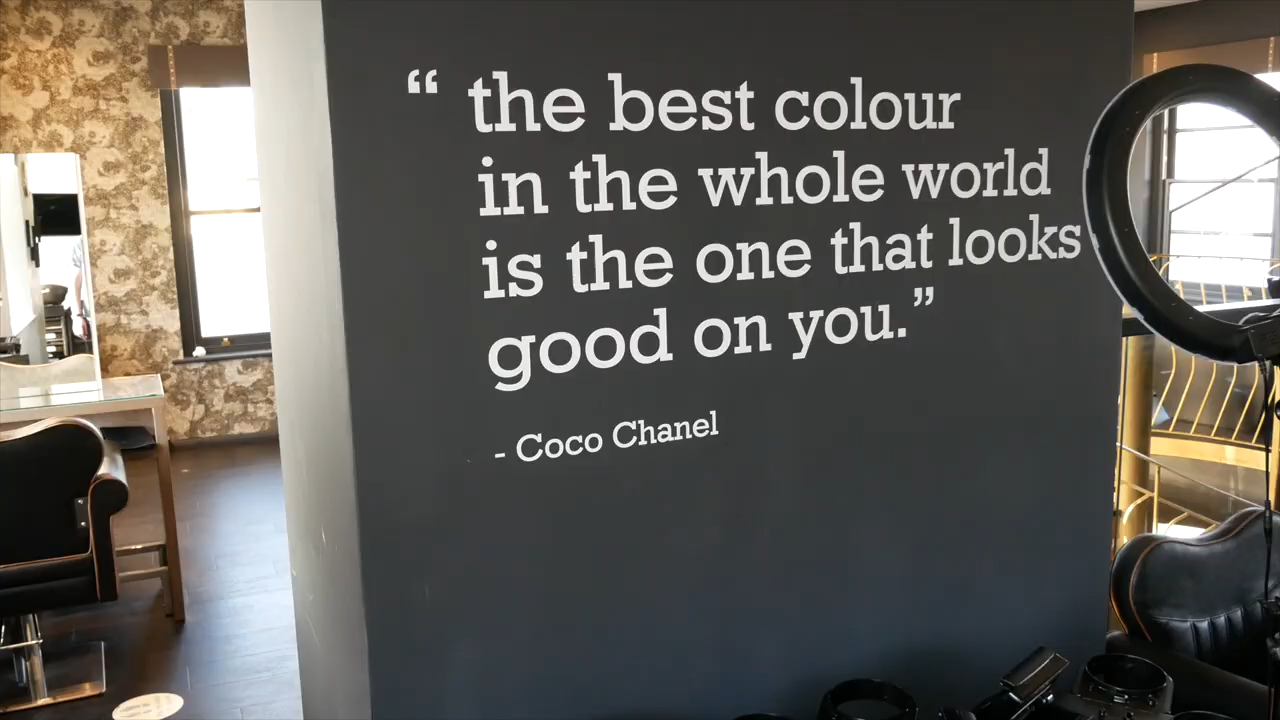 “ the best colour
in the whole world
is the one that looks
good on you.”
- Coco Chanel